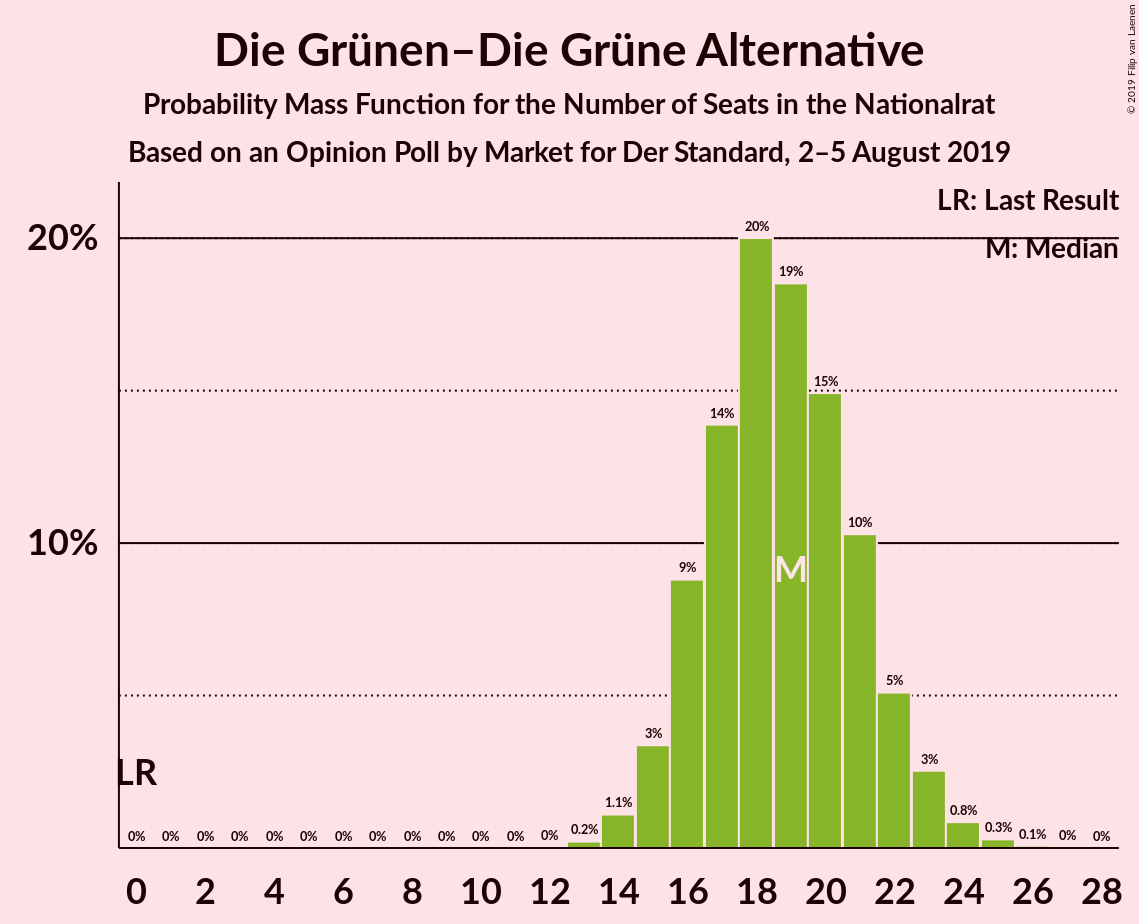 Die Grünen–Die Grüne Alternative
Probability Mass Function for the Number of Seats in the Nationalrat
Based on an Opinion Poll by Market for Der Standard, 2–5 August 2019
© 2019 Filip van Laenen
LR: Last Result
M: Median
20%
10%
20%
19%
15%
14%
10%
9%
M
5%
3%
3%
LR
1.1%
0.8%
0.2%
0.3%
0.1%
0% 0% 0% 0% 0% 0% 0% 0% 0% 0% 0% 0% 0% 0% 0%
0 2 4 6 8 10 12 14 16 18 20 22 24 26 28